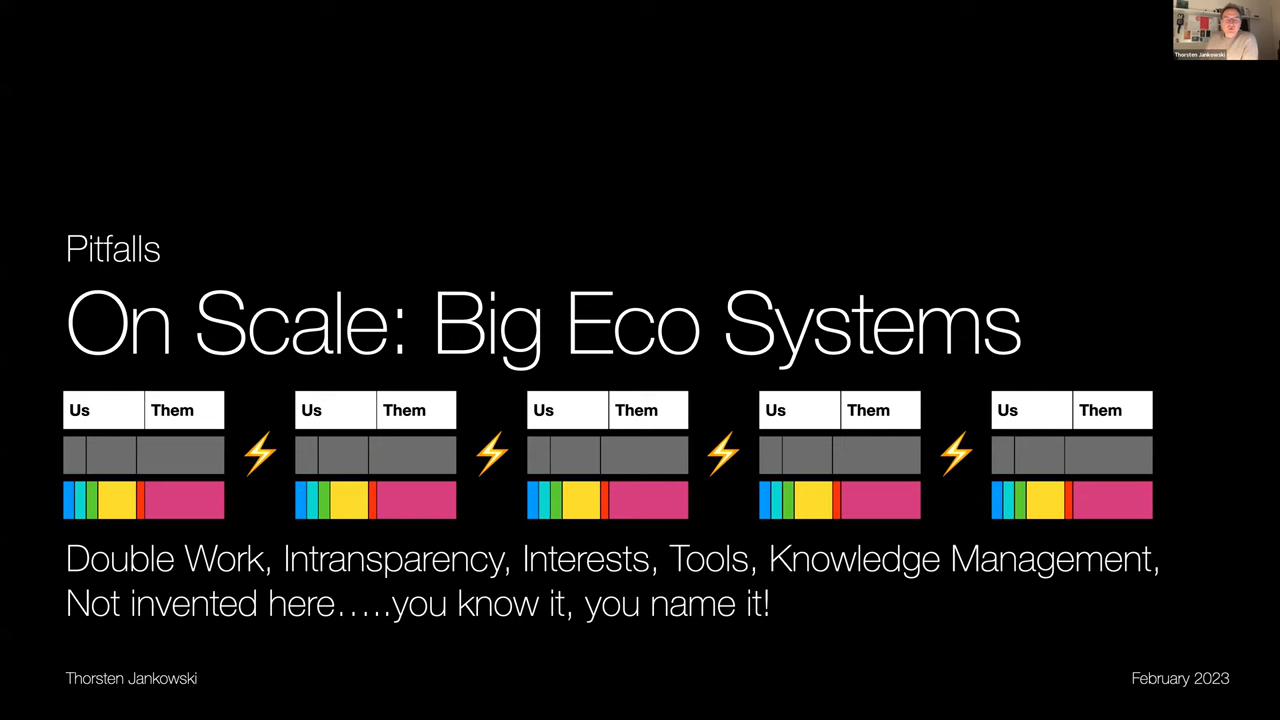 Thorsten Jankowski
Pitfalls
On Scale: Big Eco Systems
Us Them Us Them Us Them Us Them Us Them
Double Work, Intransparency, Interests, Tools, Knowledge Management,
Not invented here…..you know it, you name it!
Thorsten Jankowski February 2023